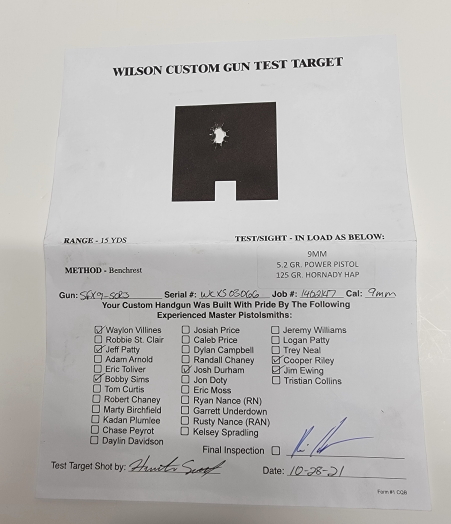 WILSON CUSTOM GUN TEST TARGET
RANGE - 15 YDS TEST/SIGHT - IN LOAD AS BELOW:
9MM
5.2 GR. POWER PISTOL
METHOD - Benchrest 125 GR. HORNADY HAP
Gun: Serial #: Job #: Cal: 9mm
Your Custom Handgun Was Built With Pride By The Following
Experienced Master Pistolsmiths:
Waylon Villines Josiah Price Jeremy Williams
Robbie St. Clair Caleb Price Logan Patty
Jeff Patty Dylan Campbell Trey Neal
Adam Arnold Randall Chaney Cooper Riley
Eric Toliver Josh Durham Jim Ewing
Bobby Sims Jon Doty Tristian Collins
Tom Curtis Eric Moss
Robert Chaney Ryan Nance (RN)
Marty Birchfield Garrett Underdown
Kadan Plumlee Rusty Nance (RAN)
Chase Peyrot Kelsey Spradling
Daylin Davidson
Final Inspection
Test Target Shot by: Hunter Date: 10-28-21
Form #1 CQB